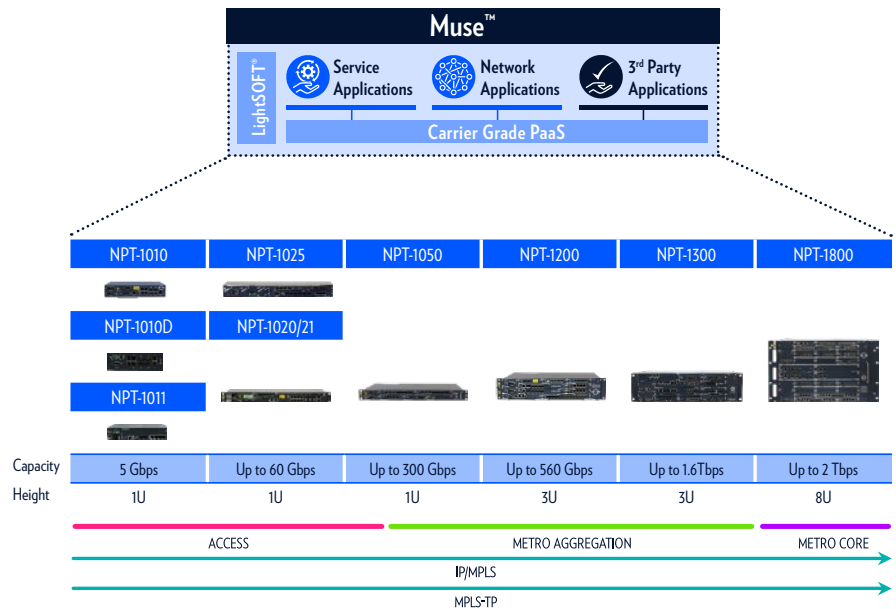 Muse™
LightSOFT®
Service
Applications
Network
Applications
3rd Party
Applications
Carrier Grade PaaS
NPT-1010
NPT-1025
NPT-1050
NPT-1200
NPT-1300
NPT-1800
NPT-1010D
NPT-1020/21
NPT-1011
Capacity
5 Gbps
Up to 60 Gbps
Up to 300 Gbps
Up to 560 Gbps
Up to 1.6Tbps
Up to 2 Tbps
Height
1U
1U
1U
3U
3U
8U
ACCESS
METRO AGGREGATION
METRO CORE
IP/MPLS
MPLS-TP